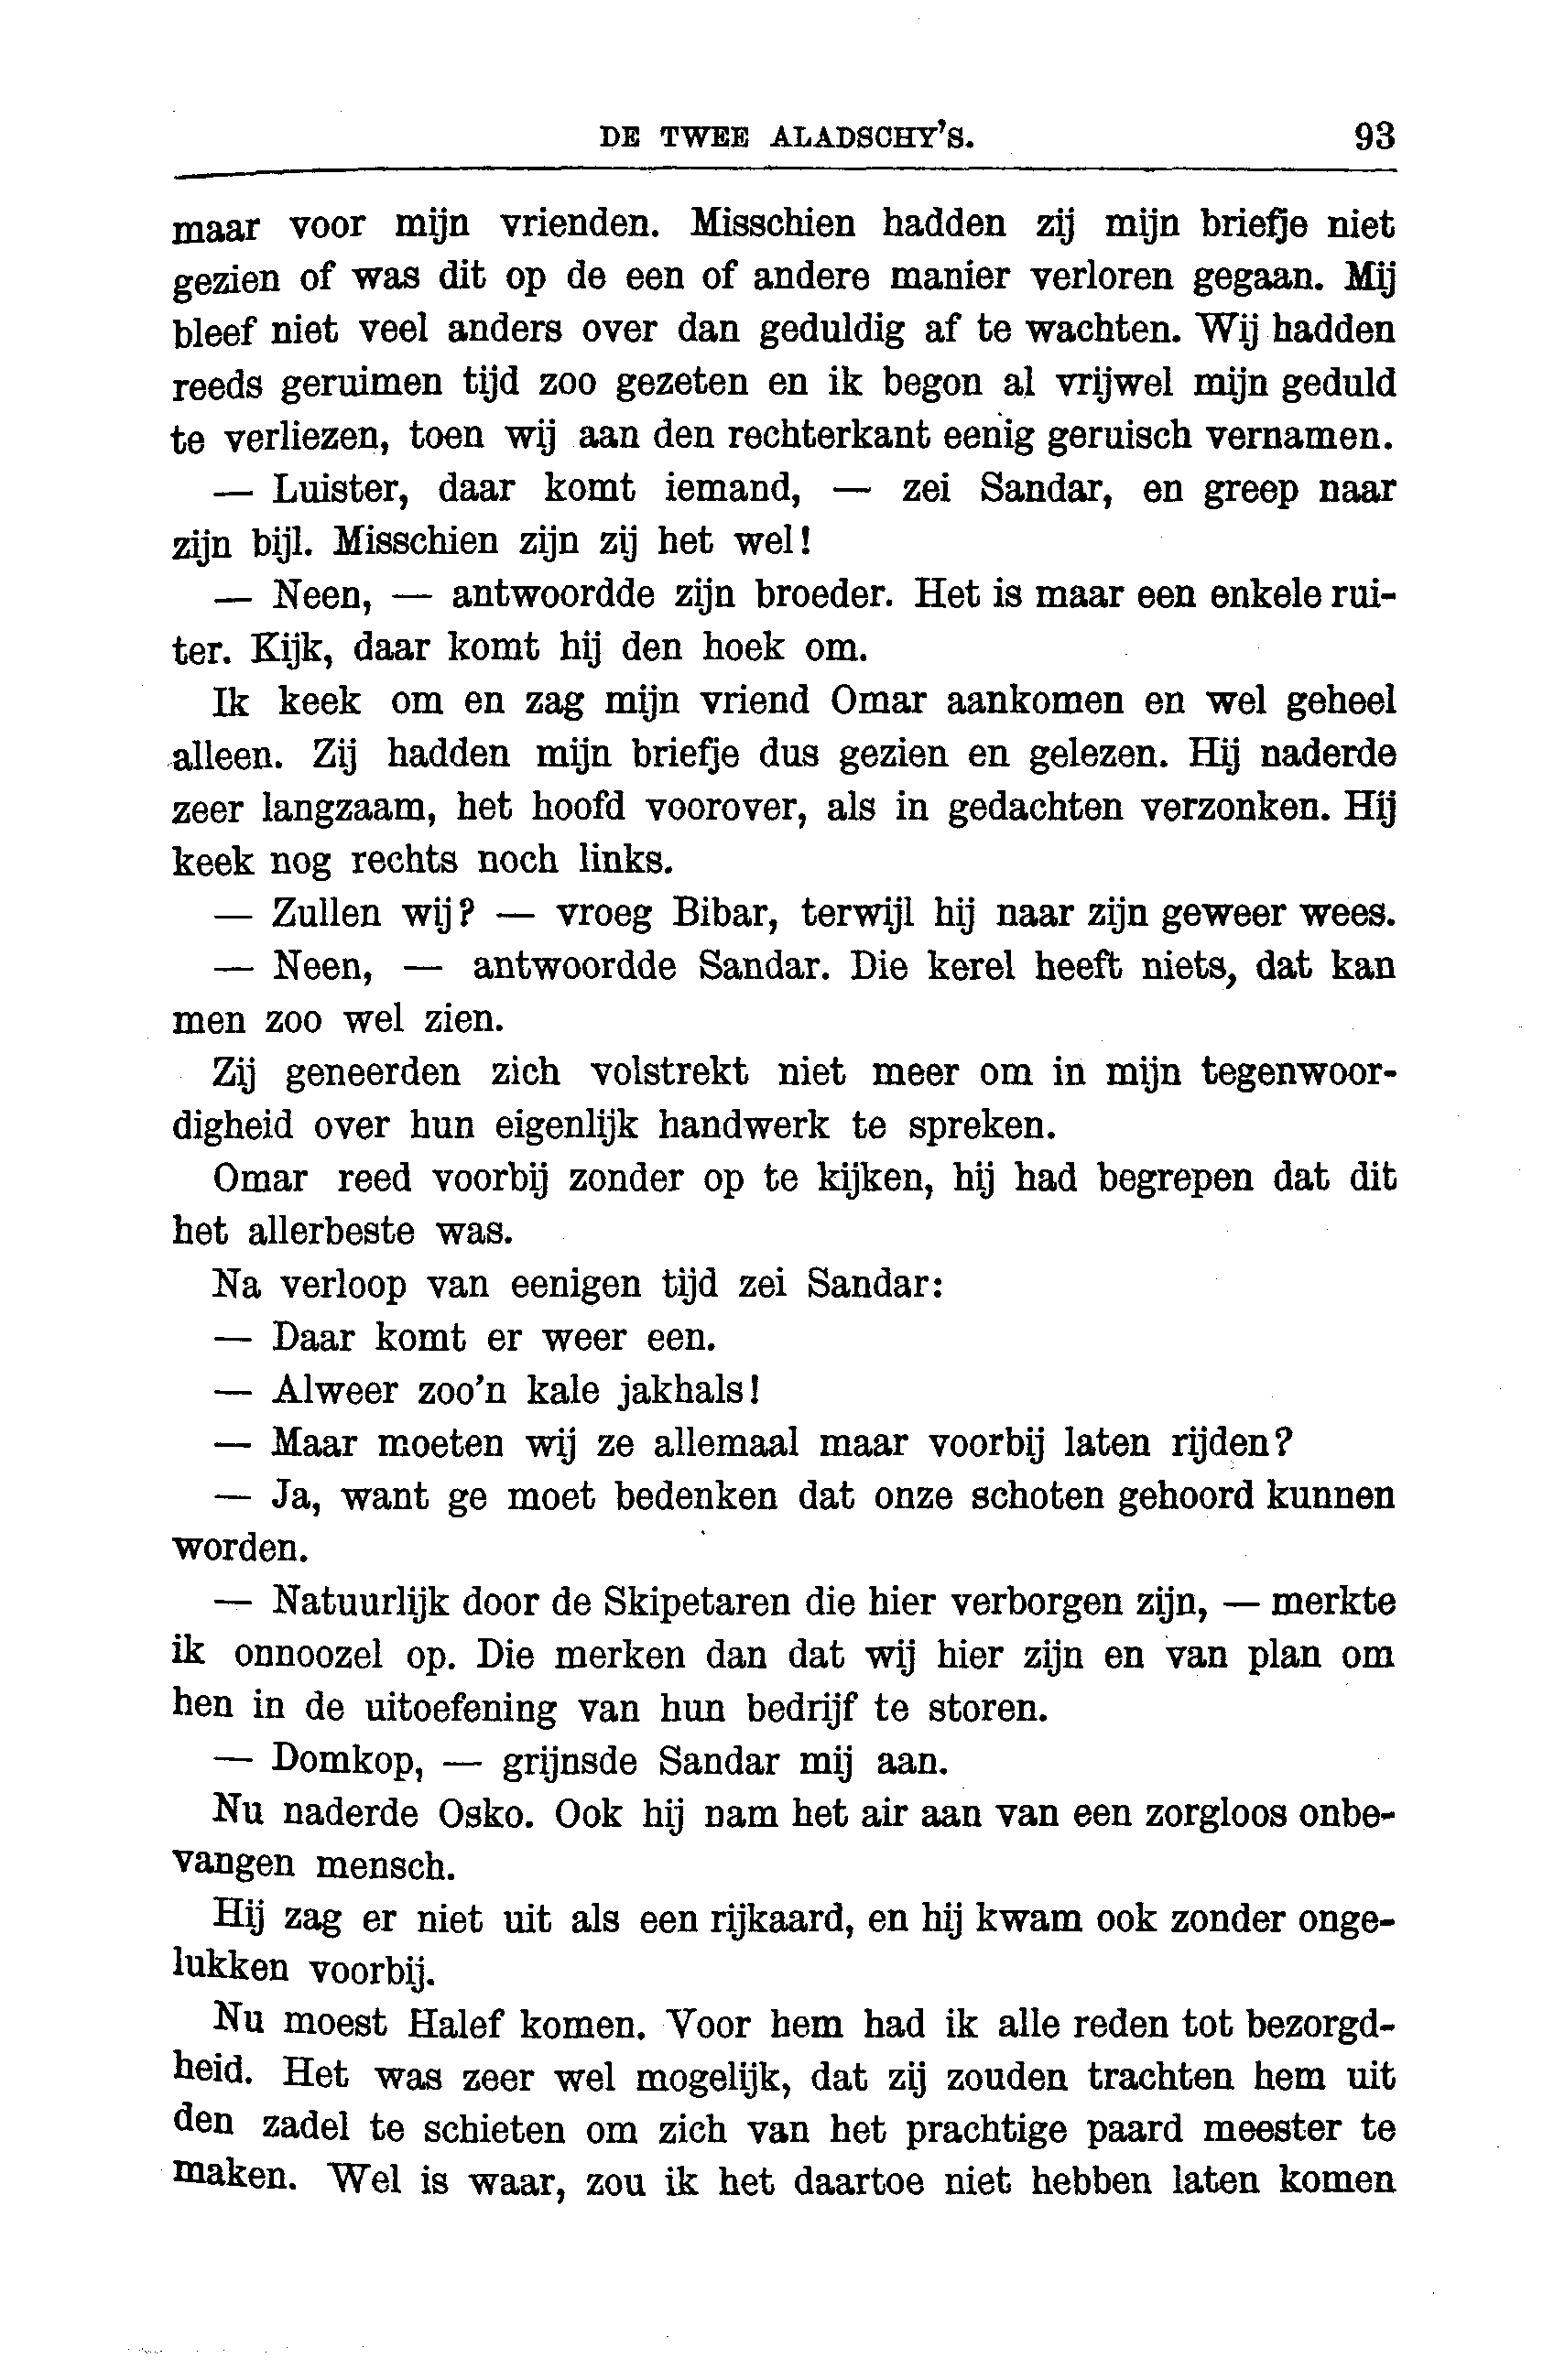 DE TWEE ALADSCHY'S. 93
maar voor mijn vrienden. Misschien hadden zij mijn briefje niet
gezien of was dit op de een of andere manier verloren gegaan. Mij
bleef niet veel anders over dan geduldig af te wachten. Wij hadden
reeds geruimen tijd zoo gezeten en ik begon al vrijwel mijn geduld
te verliezen, toen wij aan den rechterkant eenig geruisch vernamen.
— Luister, daar komt iemand, — zei Sandar, en greep naar
zijn bijl. Misschien zijn zij het wel!
— Neen, — antwoordde zijn broeder. Het is maar een enkele rui-
ter. Kijk, daar komt hij den hoek om.
Ik keek om en zag mijn vriend Omar aankomen en wel geheel
alleen. Zij hadden mijn briefje dus gezien en gelezen. Hij naderde
zeer langzaam, het hoofd voorover, als in gedachten verzonken. Hij
keek nog rechts noch links.
— Zullen wij? — vroeg Bibar, terwijl hij naar zijn geweer wees.
— Neen, — antwoordde Sandar. Die kerel heeft niets, dat kan
men zoo wel zien.
Zij geneerden zich volstrekt niet meer om in mijn tegenwoor-
digheid over hun eigenlijk handwerk te spreken.
Omar reed voorbij zonder op te kijken, hij had begrepen dat dit
het allerbeste was.
Na verloop van eenigen tijd zei Sandar:
— Daar komt er weer een.
— Alweer zoo'n kale jakhals!
— Maar moeten wij ze allemaal maar voorbij laten rijden?
— Ja, want ge moet bedenken dat onze schoten gehoord kunnen
worden.
— Natuurlijk door de Skipetaren die hier verborgen zijn, — merkte
ik onnoozel op. Die merken dan dat wij hier zijn en van plan om
hen in de uitoefening van hun bedrijf te storen.
— Domkop, — grijnsde Sandar mij aan.
Nu naderde Osko. Ook hij nam het air aan van een zorgloos onbe-
vangen mensch.
Hij zag er niet uit als een rijkaard, en hij kwam ook zonder onge-
lukken voorbij.
Nu moest Halef komen. Voor hem had ik alle reden tot bezorgd-
heid. Het was zeer wel mogelijk, dat zij zouden trachten hem uit
den zadel te schieten om zich van het prachtige paard meester te
maken. Wel is waar, zou ik het daartoe niet hebben laten komen